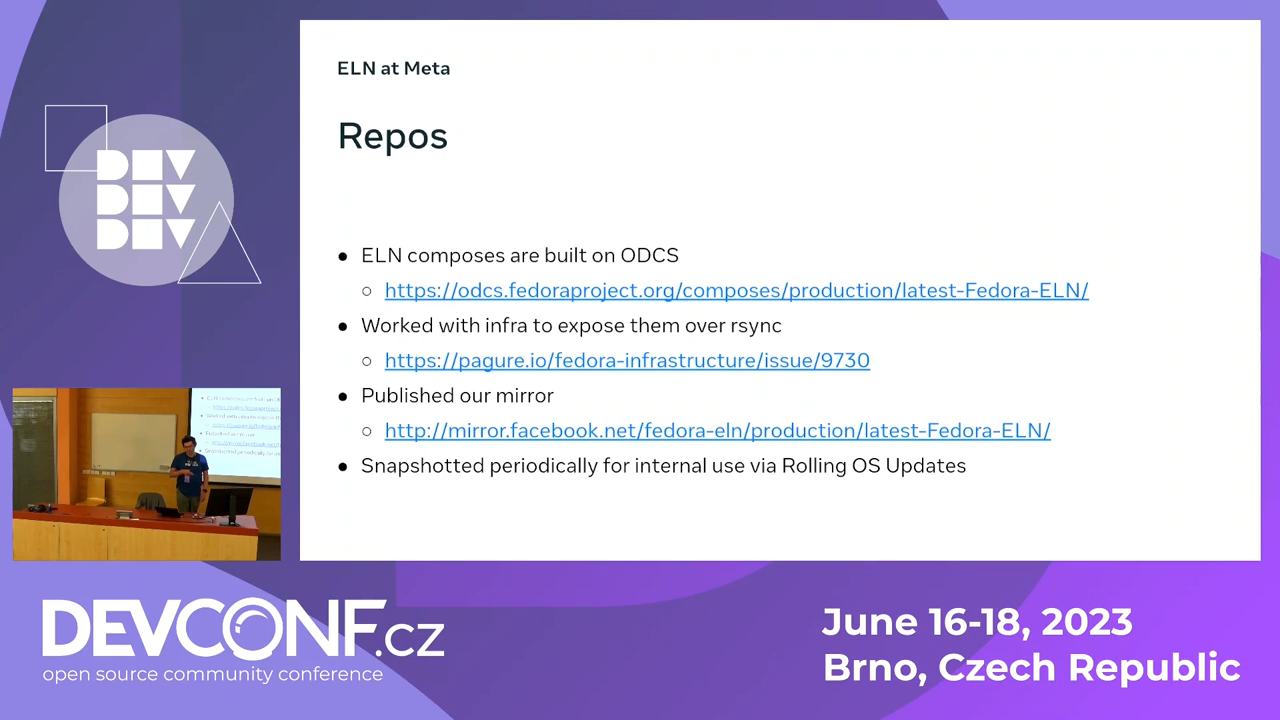 ELN at Meta
Repos
● ELN composes are built on ODCS
○ https://odcs.fedoraproject.org/composes/production/latest-Fedora-ELN/
● Worked with infra to expose them over rsync
○ https://pagure.io/fedora-infrastructure/issue/9730
● Published our mirror
○ http://mirror.facebook.net/fedora-eln/production/latest-Fedora-ELN/
● Snapshotted periodically for internal use via Rolling OS Updates
DEV
DEV
DEV
DEVCONF.cz
open source community conference
June 16-18, 2023
Brno, Czech Republic